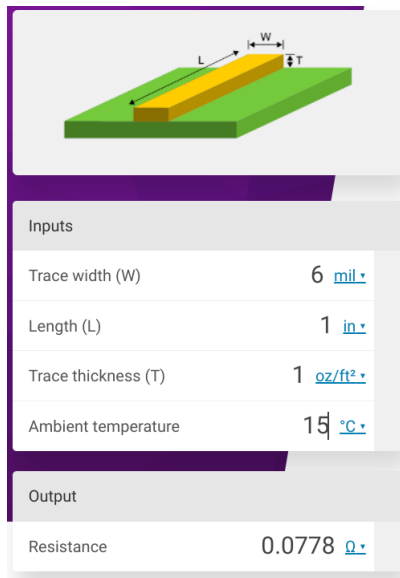 W
L
T
Inputs
Trace width (W) 6 mil
Length (L) 1 in
Trace thickness (T) 1 oz/ft²
Ambient temperature 15 °C
Output
Resistance 0.0778 Ω